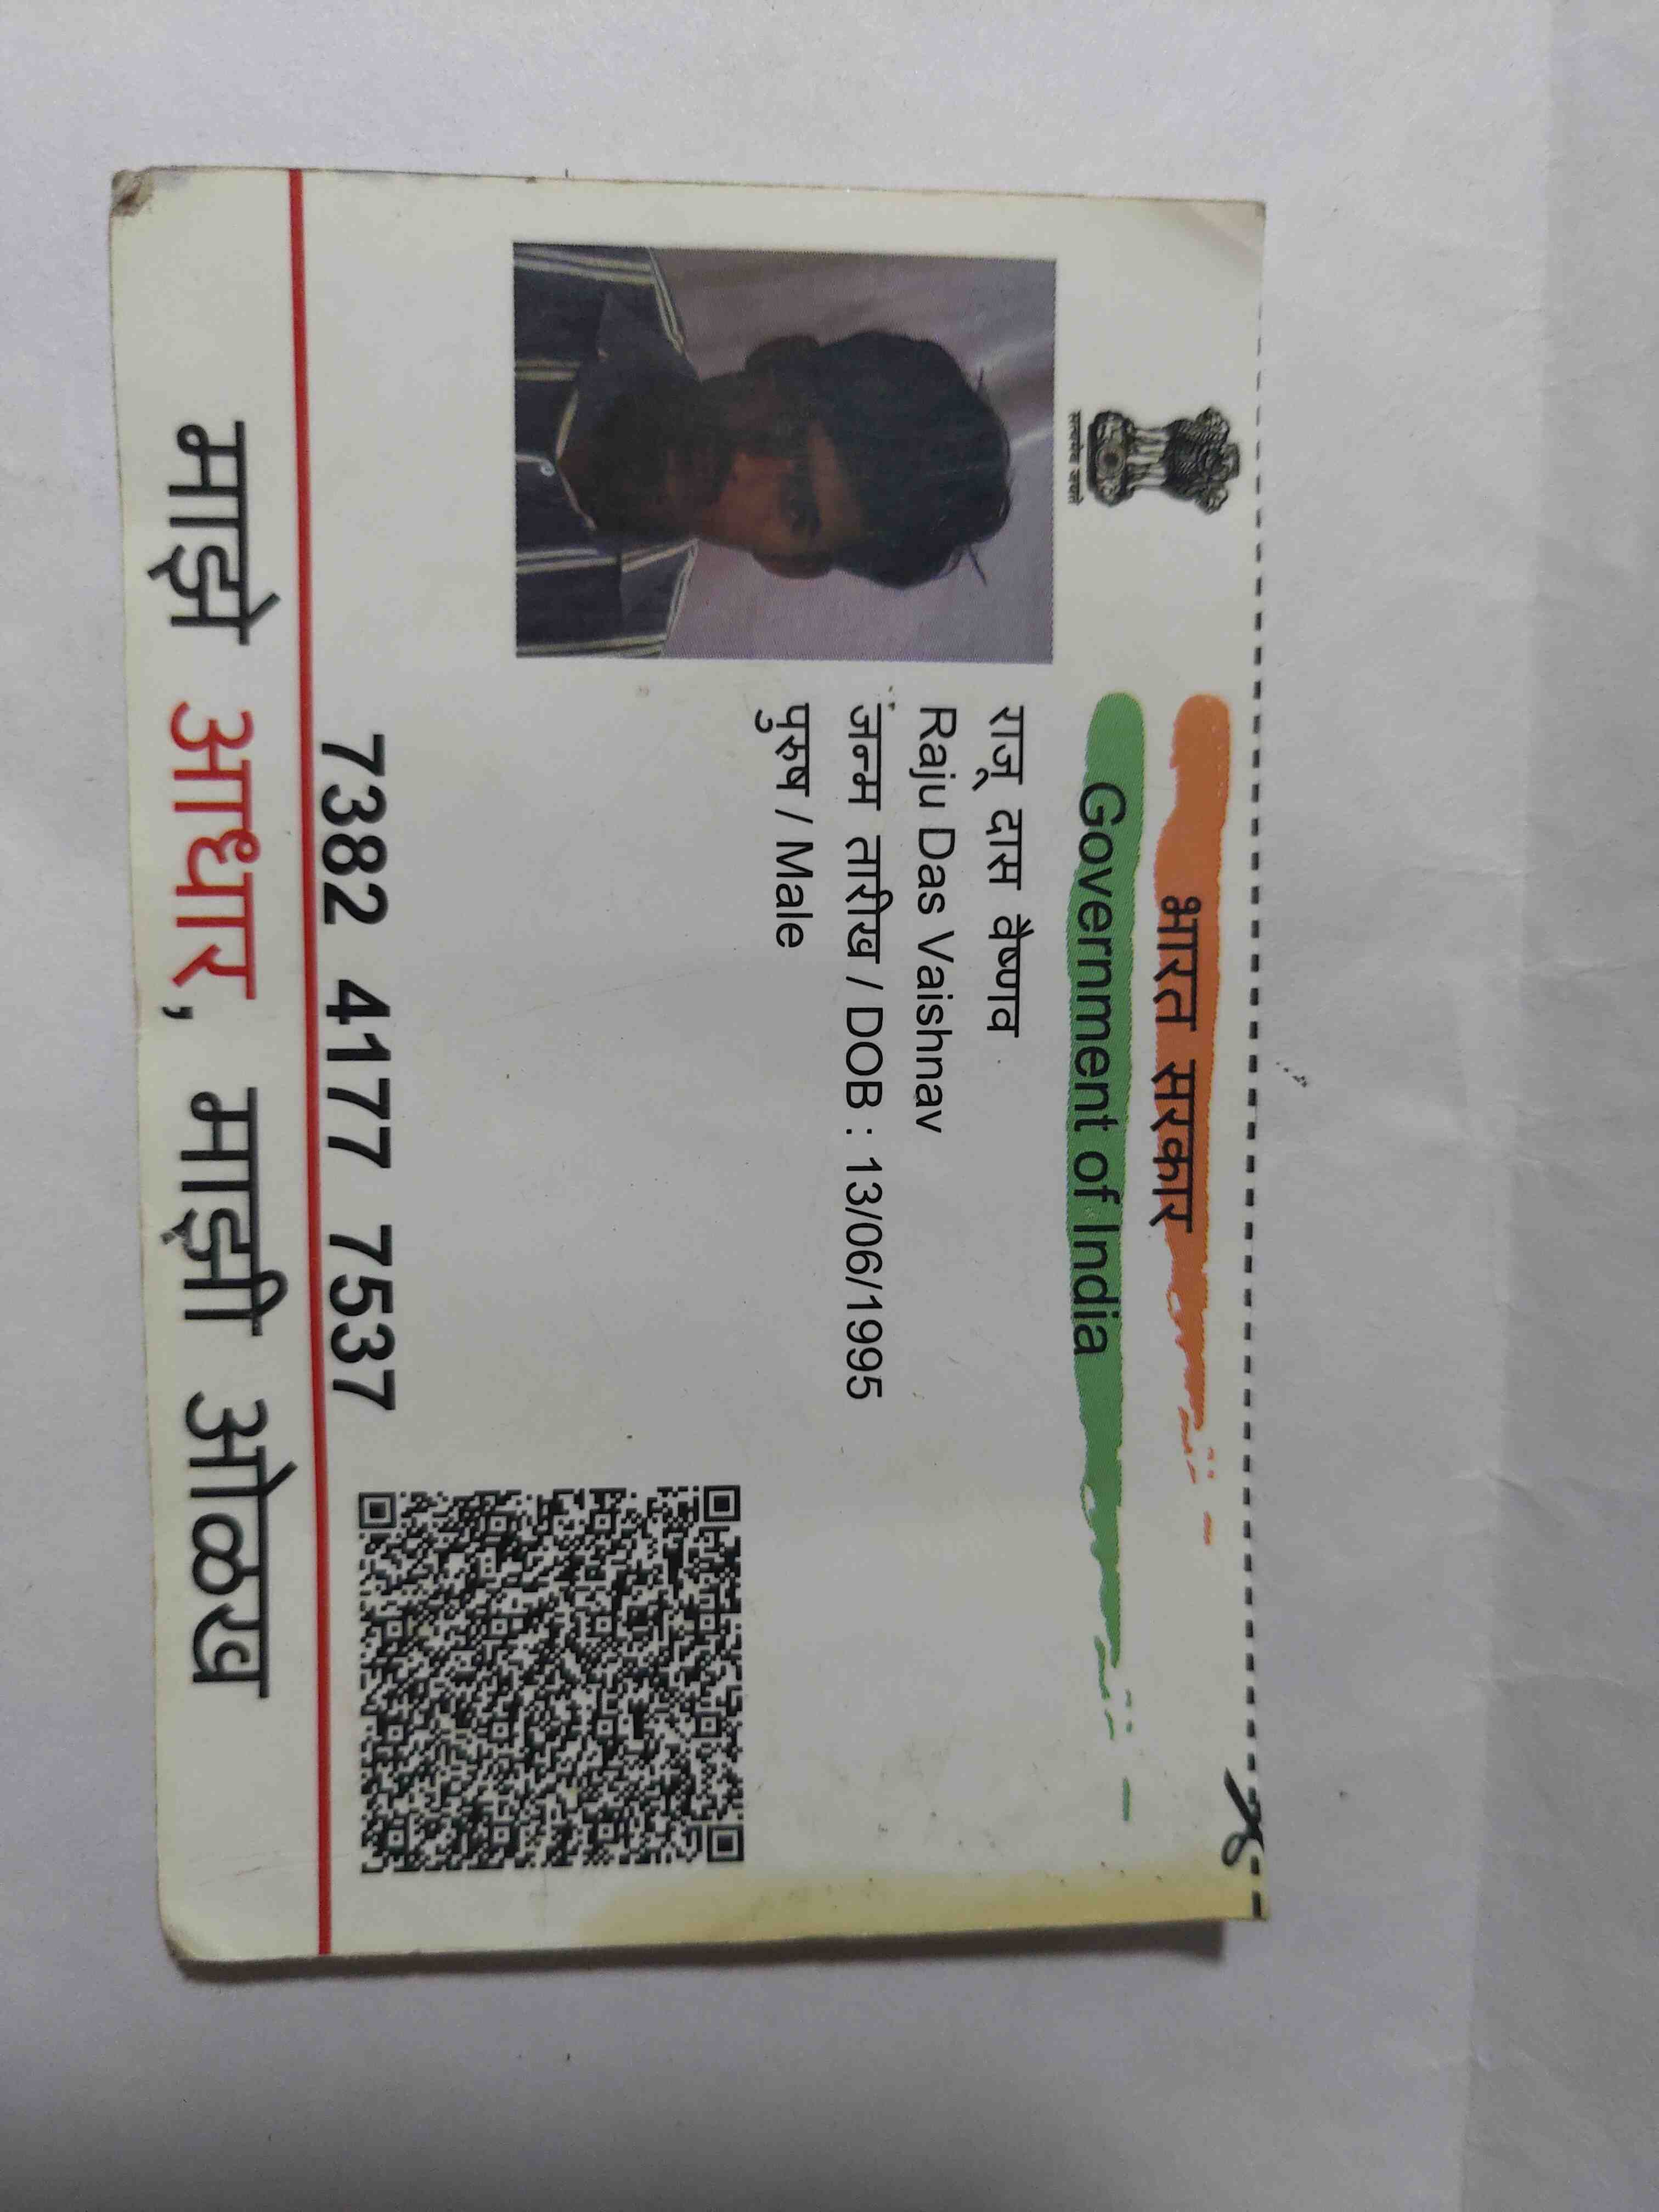 भारत सरकार
Government of India
सत्यमेव जयते
राजू दास वैष्णव
Raju Das Vaishnav
जन्म तारीख / DOB : 13/06/1995
पुरुष / Male
7382 4177 7537
माझे आधार, माझी ओळख